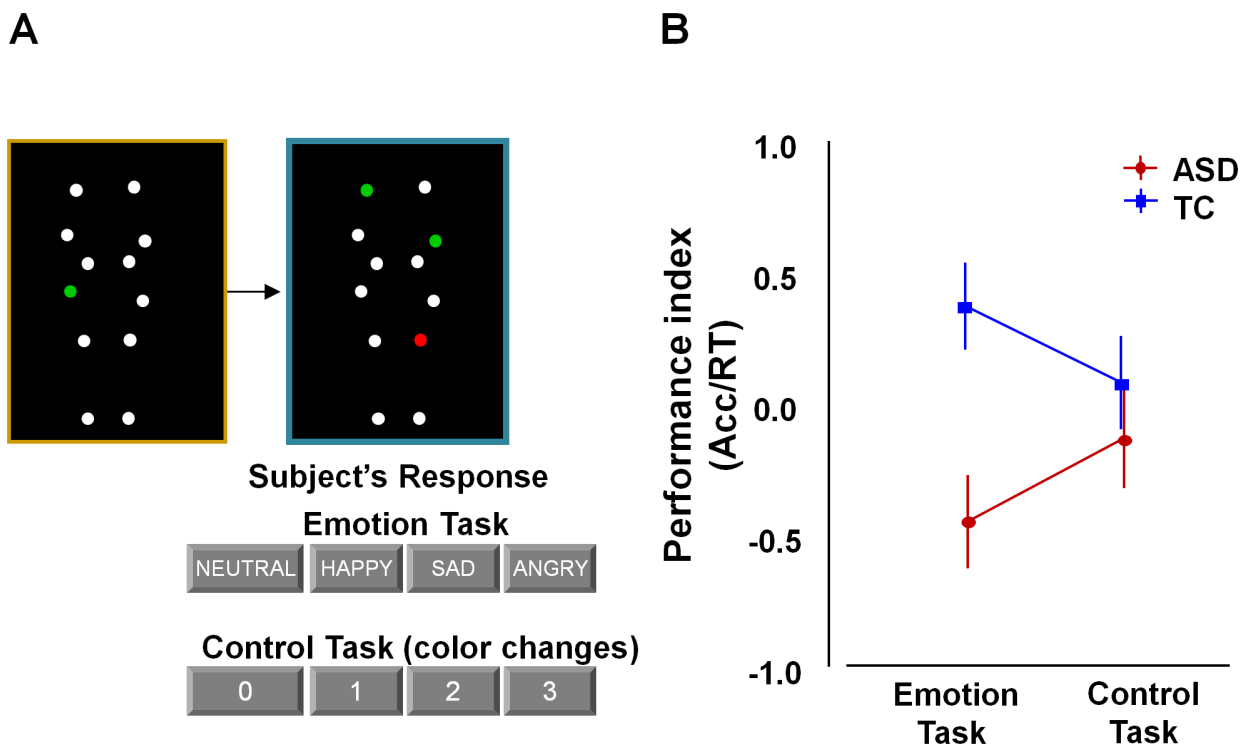 A
Subject's Response
Emotion Task
NEUTRAL HAPPY SAD ANGRY
Control Task (color changes)
0 1 2 3
B
Performance index
(Acc/RT)
1.0
0.5
0.0
-0.5
-1.0
ASD
TC
Emotion
Task
Control
Task